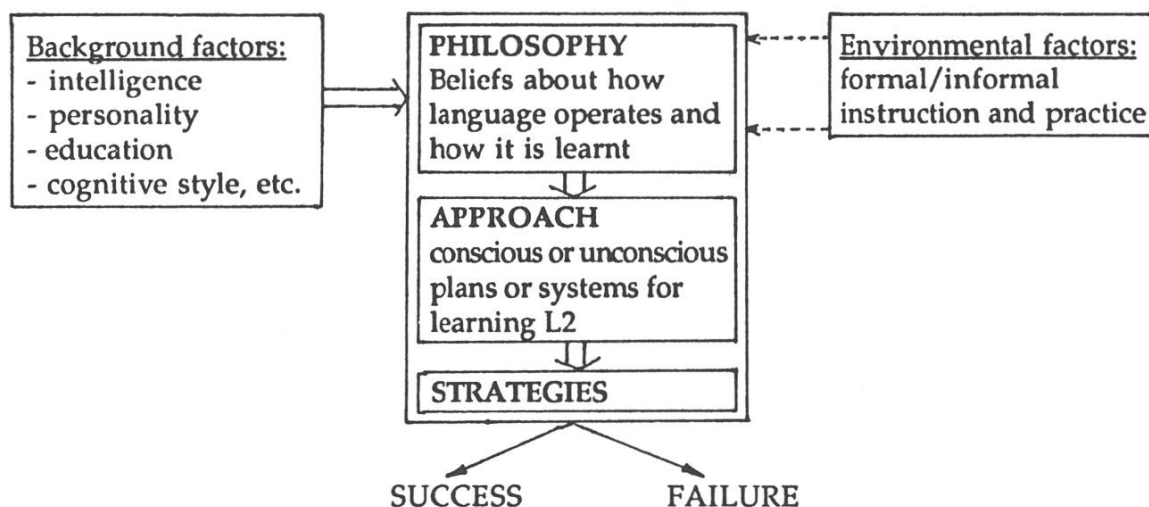 Background factors:
- intelligence
- personality
- education
- cognitive style, etc.
PHILOSOPHY
Beliefs about how
language operates and
how it is learnt
Environmental factors:
formal/informal
instruction and practice
APPROACH
conscious or unconscious
plans or systems for
learning L2
STRATEGIES
SUCCESS
FAILURE